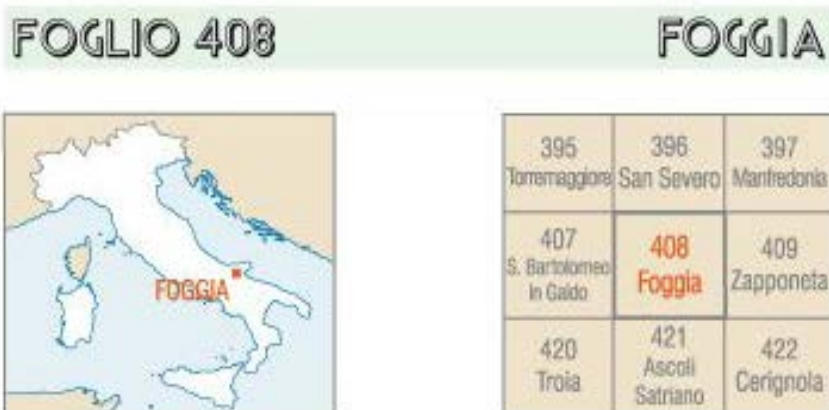 FOGLIO 408
FOGGIA
FOGGIA
395
Torremaggiore
396
San Severo
397
Manfredonia
407
S. Bartolomeo
in Galdo
408
Foggia
409
Zapponeta
420
Troia
421
Ascoli
Satriano
422
Cerignola